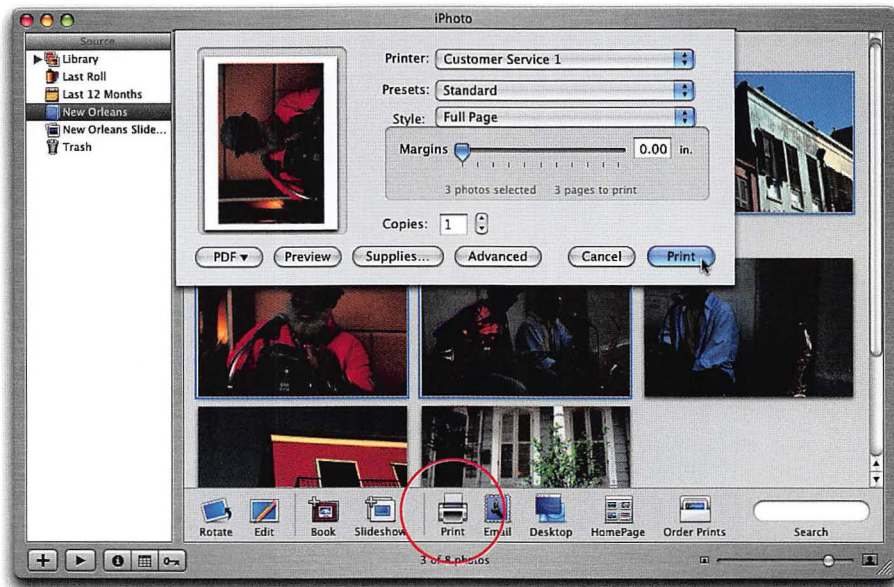 iPhoto
Source
Library
Last Roll
Last 12 Months
New Orleans
New Orleans Slide...
Trash
Printer: Customer Service 1
Presets: Standard
Style: Full Page
Margins 0.00 in.
3 photos selected 3 pages to print
Copies: 1
PDF Preview Supplies... Advanced Cancel Print
Rotate Edit Book Slideshow Print Email Desktop HomePage Order Prints Search
3 of 8 photos